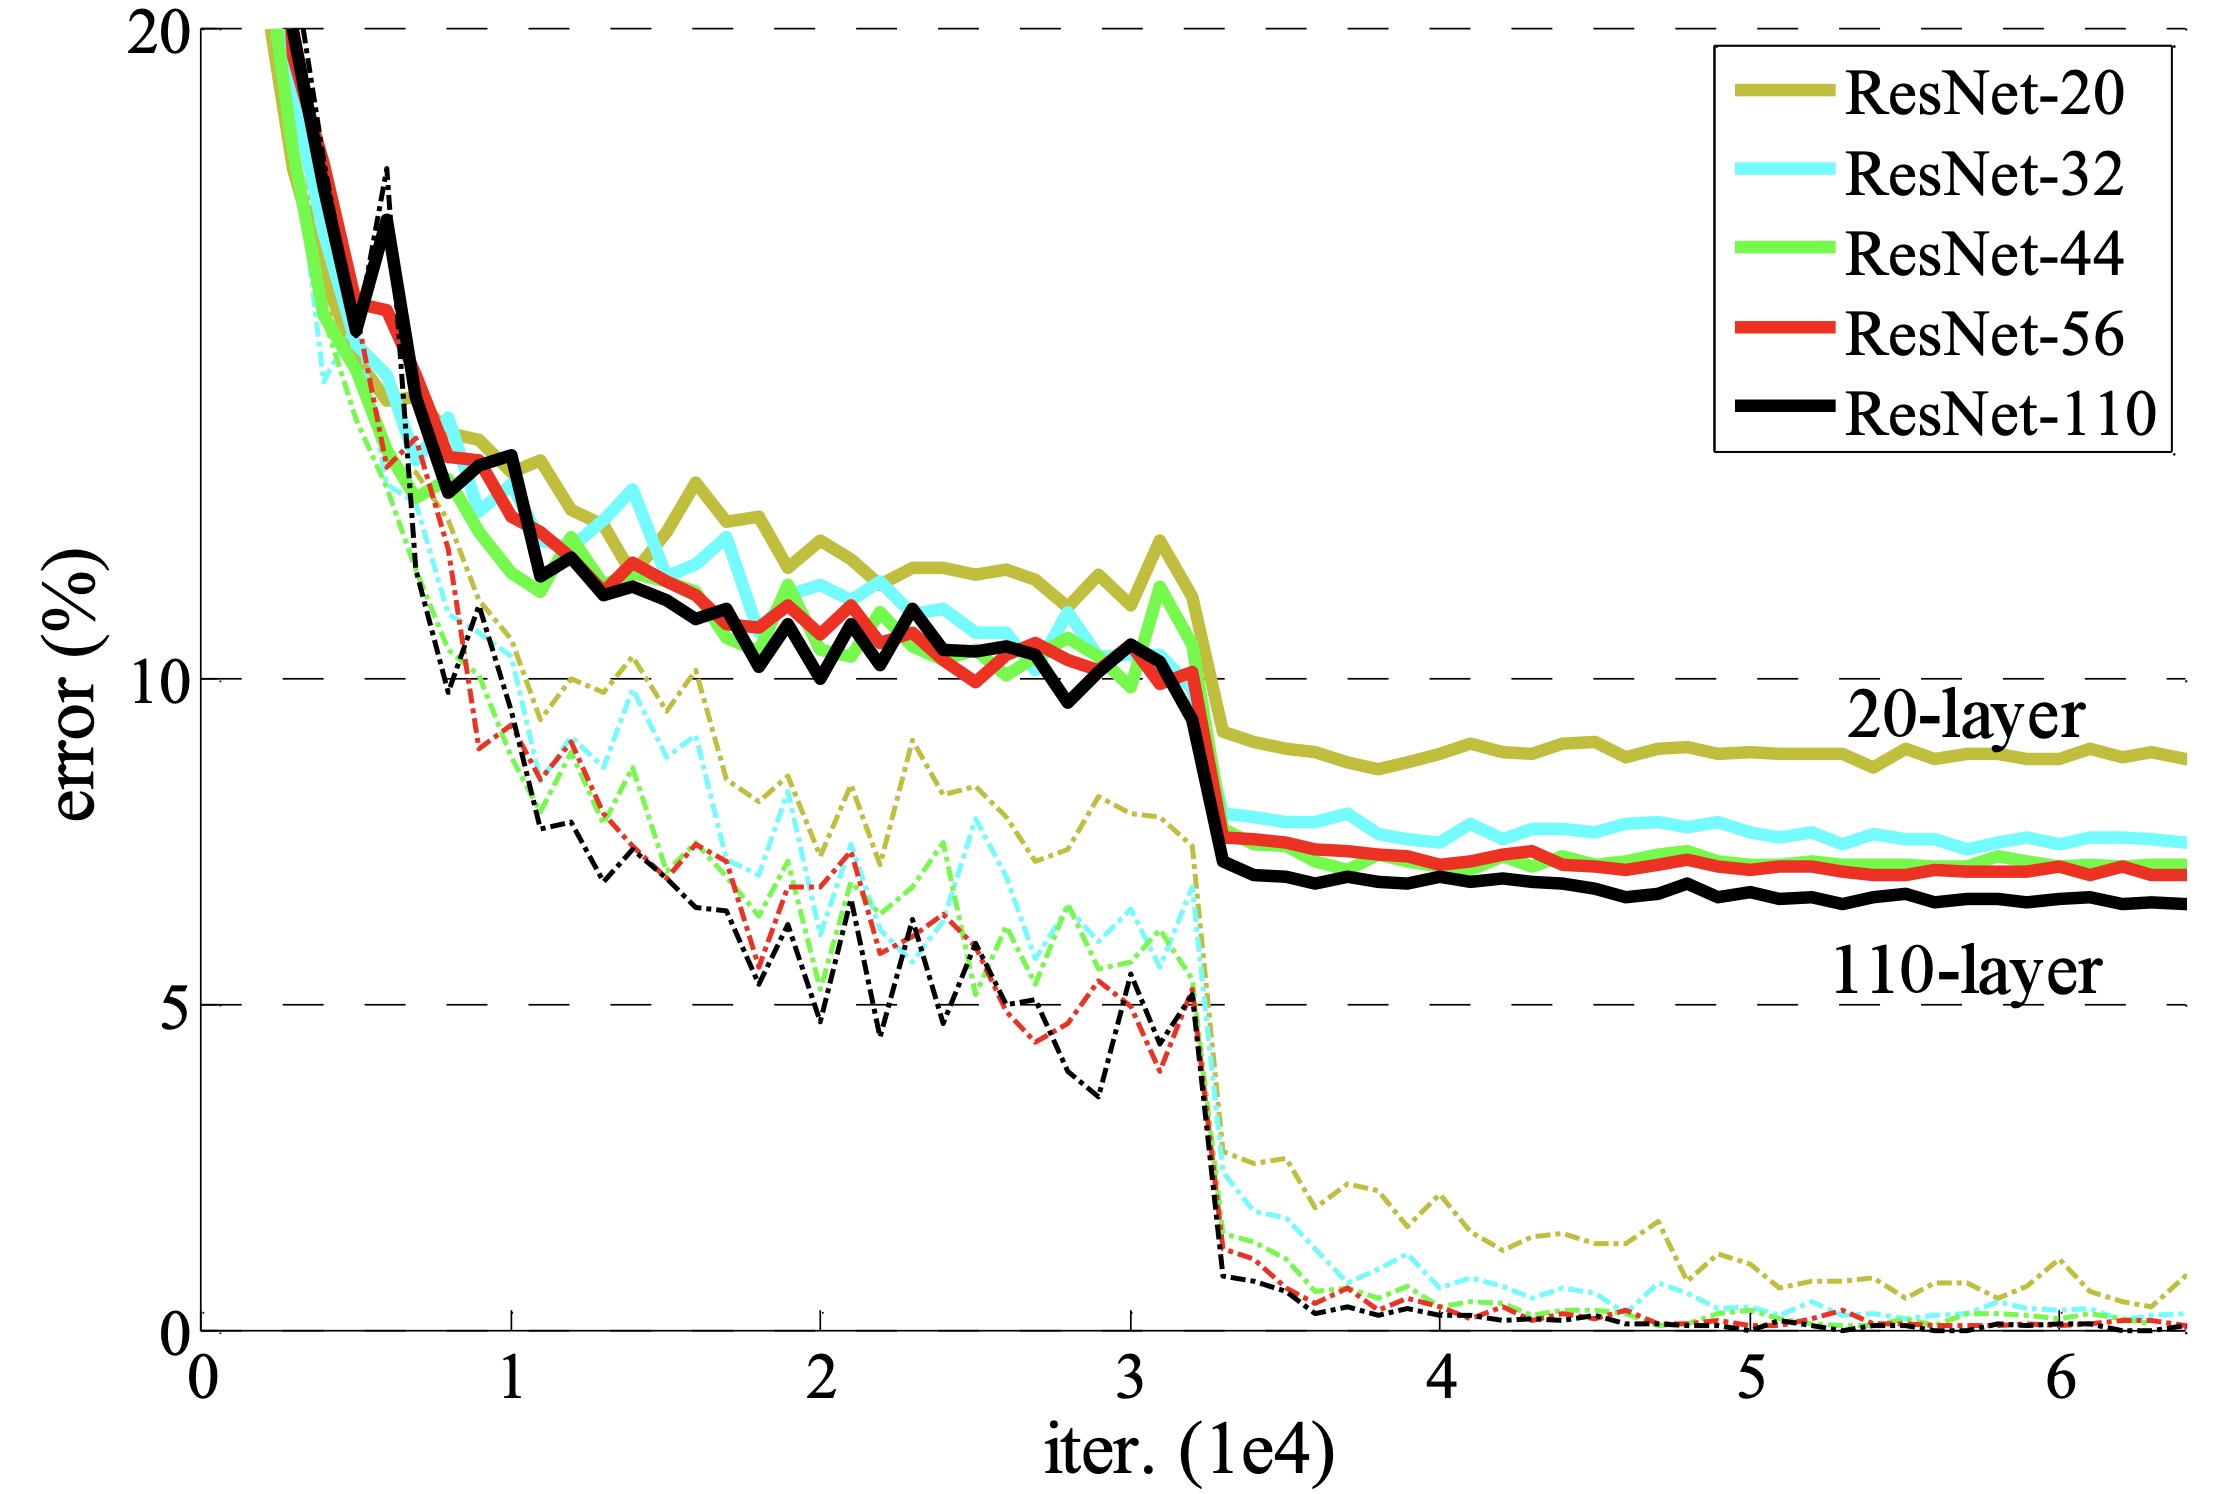 20
10
5
0
error (%)
0 1 2 3 4 5 6
iter. (1e4)
ResNet-20
ResNet-32
ResNet-44
ResNet-56
ResNet-110
20-layer
110-layer